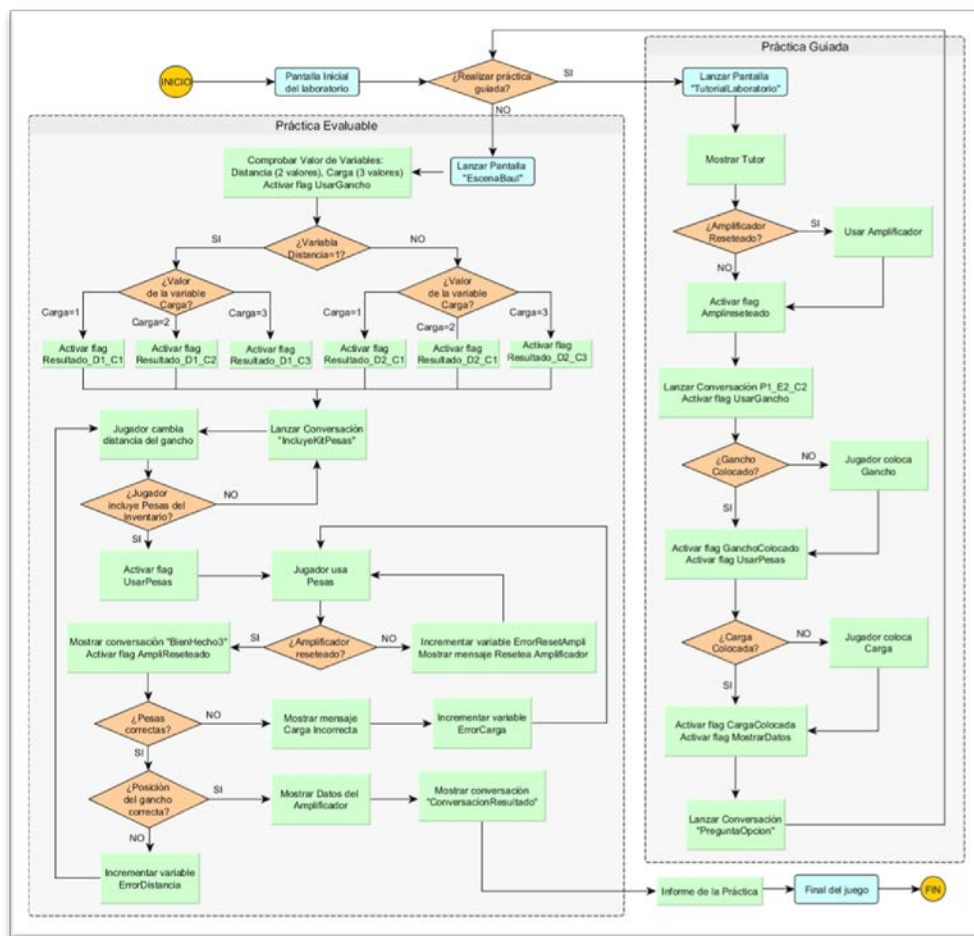 INICIO
Pantalla Inicial
del laboratorio
¿Realizar práctica
guiada?
SI
NO
Práctica Guiada
Lanzar Pantalla
"TutorialLaboratorio"
Mostrar Tutor
¿Amplificador
Reseteado?
SI
Usar Amplificador
NO
Activar flag
Amplireseteado
Lanzar Conversación P1_E2_C2
Activar flag UsarGancho
¿Gancho
Colocado?
NO
Jugador coloca
Gancho
SI
Activar flag GanchoColocado
Activar flag UsarPesas
¿Carga
Colocada?
NO
Jugador coloca
Carga
SI
Activar flag CargaColocada
Activar flag MostrarDatos
Lanzar Conversación
"PreguntaOpcion"
Práctica Evaluable
Lanzar Pantalla
"EscenaBaul"
Comprobar Valor de Variables:
Distancia (2 valores), Carga (3 valores)
Activar flag UsarGancho
¿Variabla
Distancia=1?
SI
NO
¿Valor
de la variable
Carga?
¿Valor
de la variable
Carga?
Carga=1
Carga=2
Carga=3
Carga=1
Carga=2
Carga=3
Activar flag
Resultado_D1_C1
Activar flag
Resultado_D1_C2
Activar flag
Resultado_D1_C3
Activar flag
Resultado_D2_C1
Activar flag
Resultado_D2_C1
Activar flag
Resultado_D2_C3
Jugador cambia
distancia del gancho
Lanzar Conversación
"IncluyeKitPesas"
¿Jugador
incluye Pesas del
Inventario?
NO
SI
Activar flag
UsarPesas
Jugador usa
Pesas
Mostrar conversación "BienHecho3"
Activar flag AmpliReseteado
SI
¿Amplificador
reseteado?
NO
Incrementar variable ErrorResetAmpli
Mostrar mensaje Resetea Amplificador
¿Pesas
correctas?
NO
Mostrar mensaje
Carga Incorrecta
Incrementar variable
ErrorCarga
SI
¿Posición
del gancho
correcta?
SI
Mostrar Datos del
Amplificador
Mostrar conversación
"ConversacionResultado"
NO
Incrementar variable
ErrorDistancia
Informe de la Práctica
Final del juego
FIN